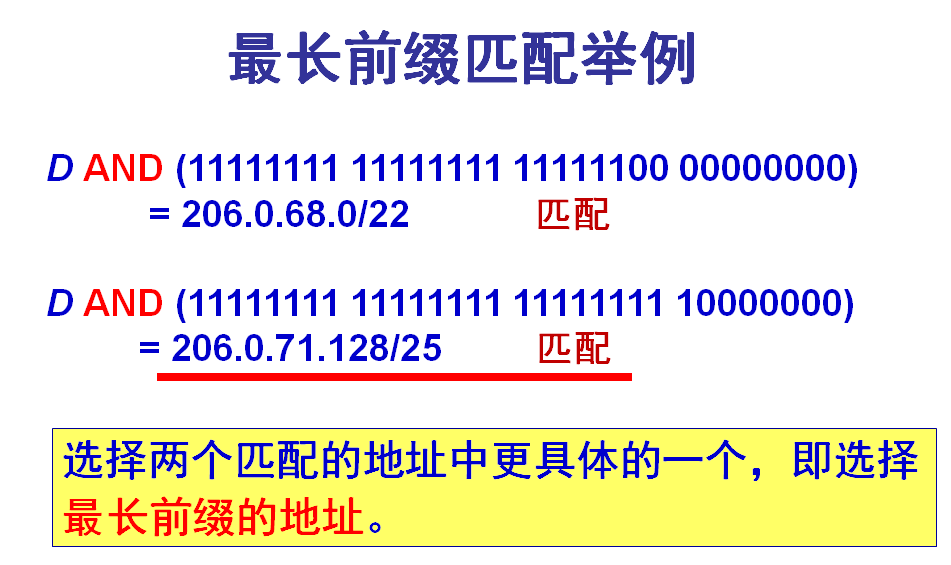 最长前缀匹配举例
D AND (11111111 11111111 11111100 00000000)
= 206.0.68.0/22 匹配
D AND (11111111 11111111 11111111 10000000)
= 206.0.71.128/25 匹配
选择两个匹配的地址中更具体的一个，即选择
最长前缀的地址。